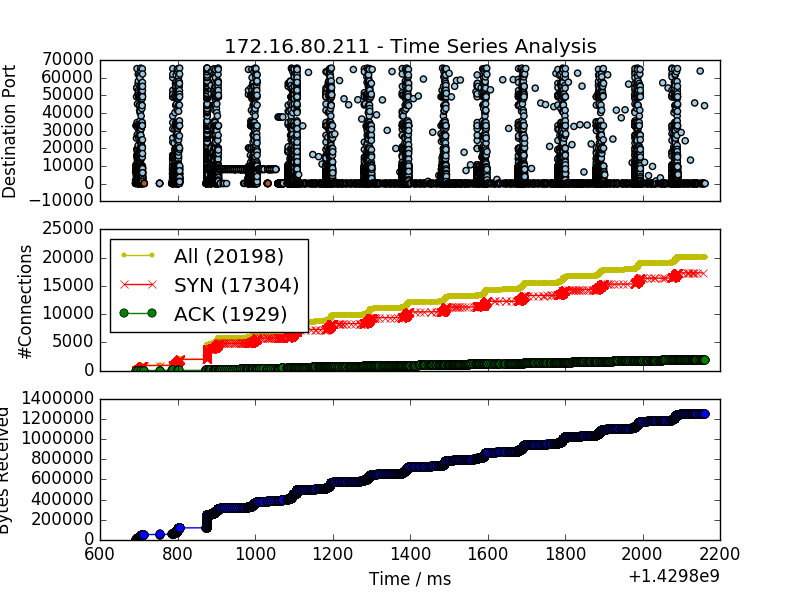 172.16.80.211 - Time Series Analysis
Destination Port
70000
60000
50000
40000
30000
20000
10000
0
-10000
#Connections
25000
20000
15000
10000
5000
0
All (20198)
SYN (17304)
ACK (1929)
Bytes Received
1400000
1200000
1000000
800000
600000
400000
200000
0
600 800 1000 1200 1400 1600 1800 2000 2200
Time / ms
+1.4298e9